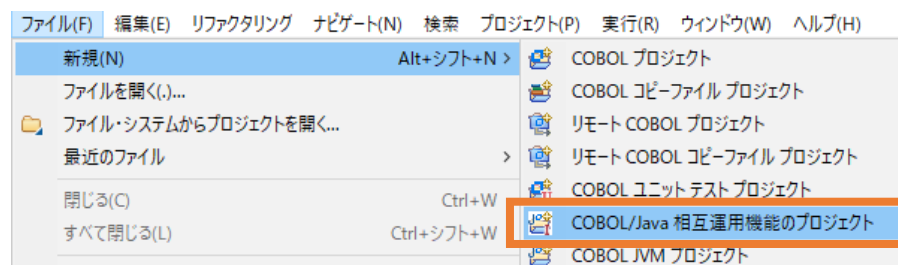 ファイル(F) 編集(E) リファクタリング ナビゲート(N) 検索 プロジェクト(P) 実行(R) ウィンドウ(W) ヘルプ(H)
新規(N) Alt+シフト+N >
ファイルを開く(.)...
ファイル・システムからプロジェクトを開く...
最近のファイル >
閉じる(C) Ctrl+W
すべて閉じる(L) Ctrl+シフト+W
COBOL プロジェクト
COBOL コピーファイル プロジェクト
リモート COBOL プロジェクト
リモート COBOL コピーファイル プロジェクト
COBOL ユニット テスト プロジェクト
COBOL/Java 相互運用機能のプロジェクト
COBOL JVM プロジェクト